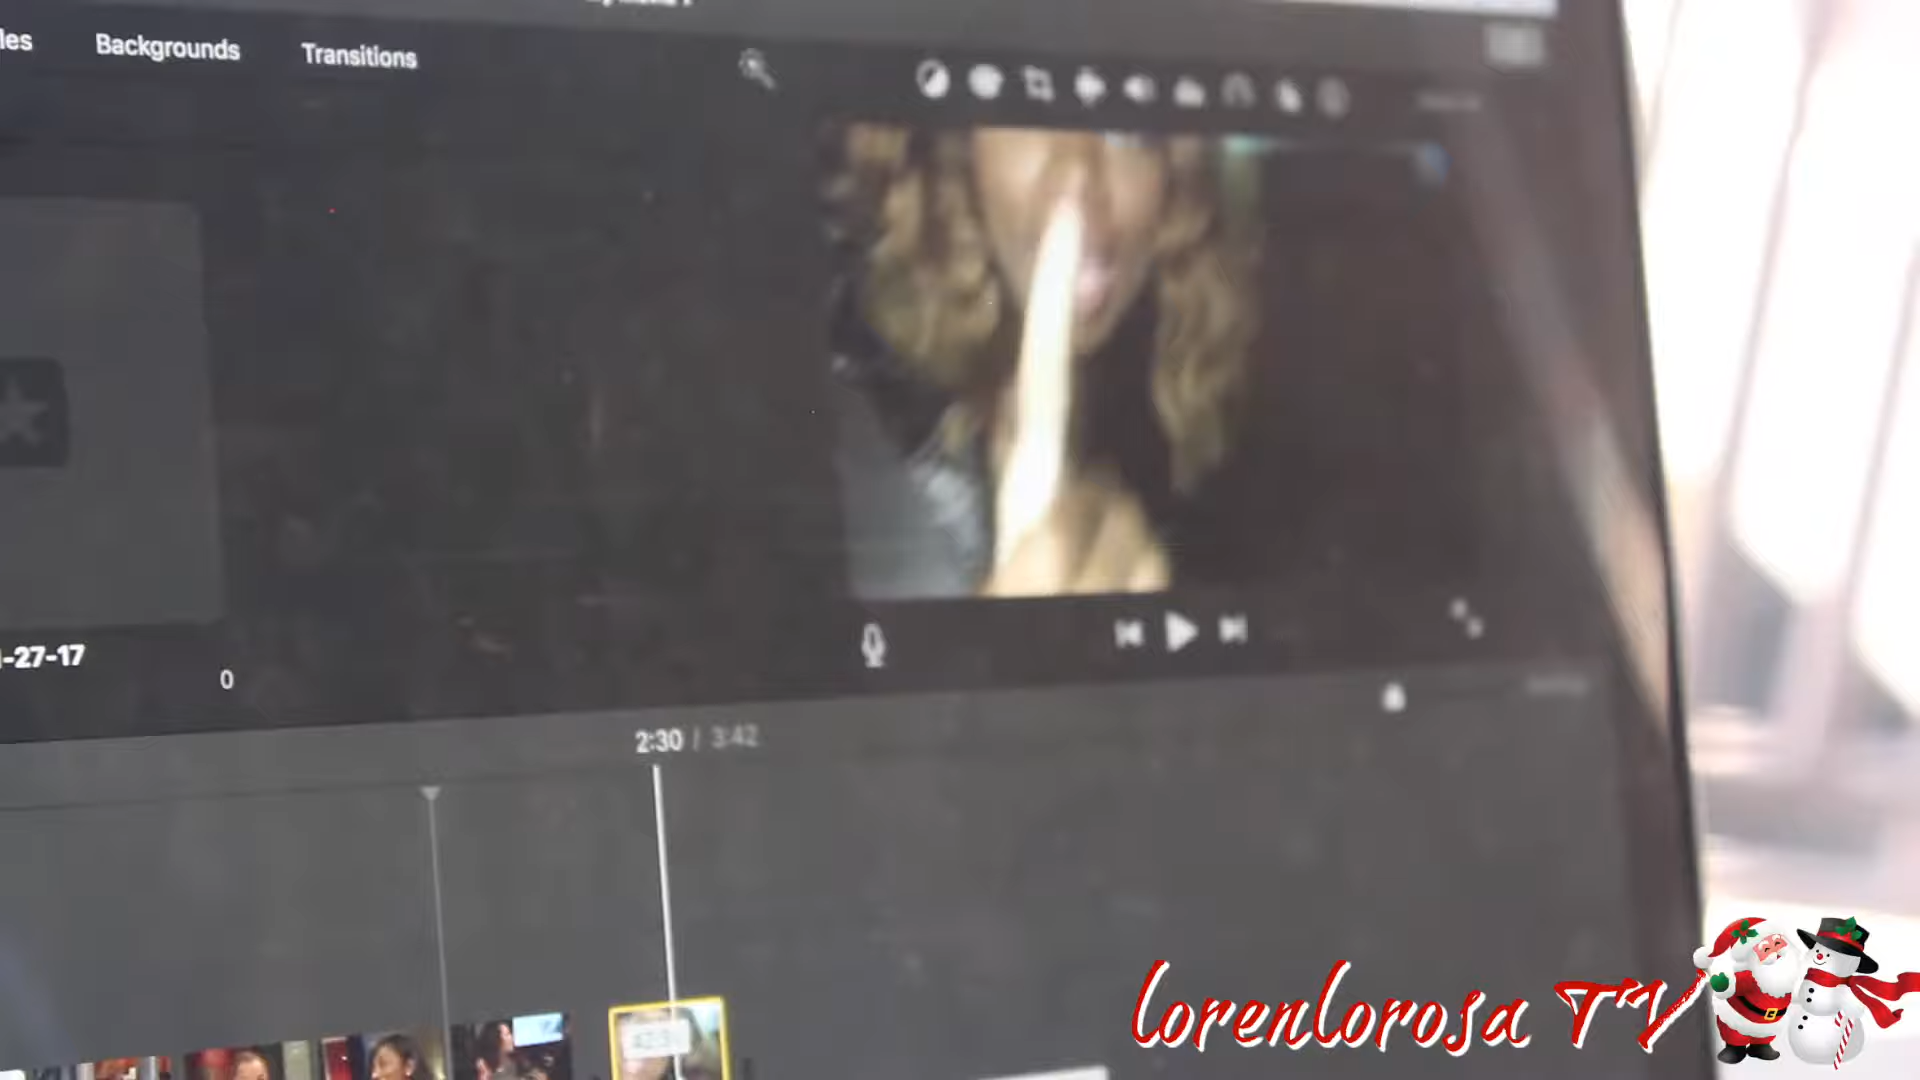 les Backgrounds Transitions
-27-17
0
2:30 / 3:42
lorenlorosa TV